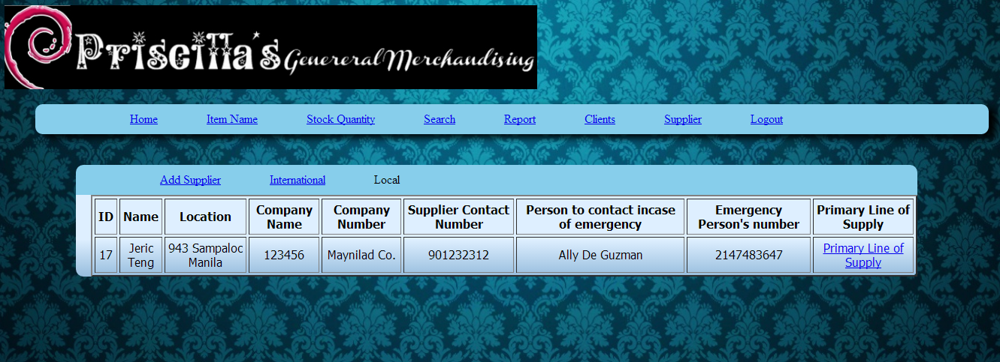 Priscilla's Genereral Merchandising
Home Item Name Stock Quantity Search Report Clients Supplier Logout
Add Supplier International Local
ID Name Location Company Name Company Number Supplier Contact Number Person to contact incase of emergency Emergency Person's number Primary Line of Supply
17 Jeric Teng 943 Sampaloc Manila 123456 Maynilad Co. 901232312 Ally De Guzman 2147483647 Primary Line of Supply